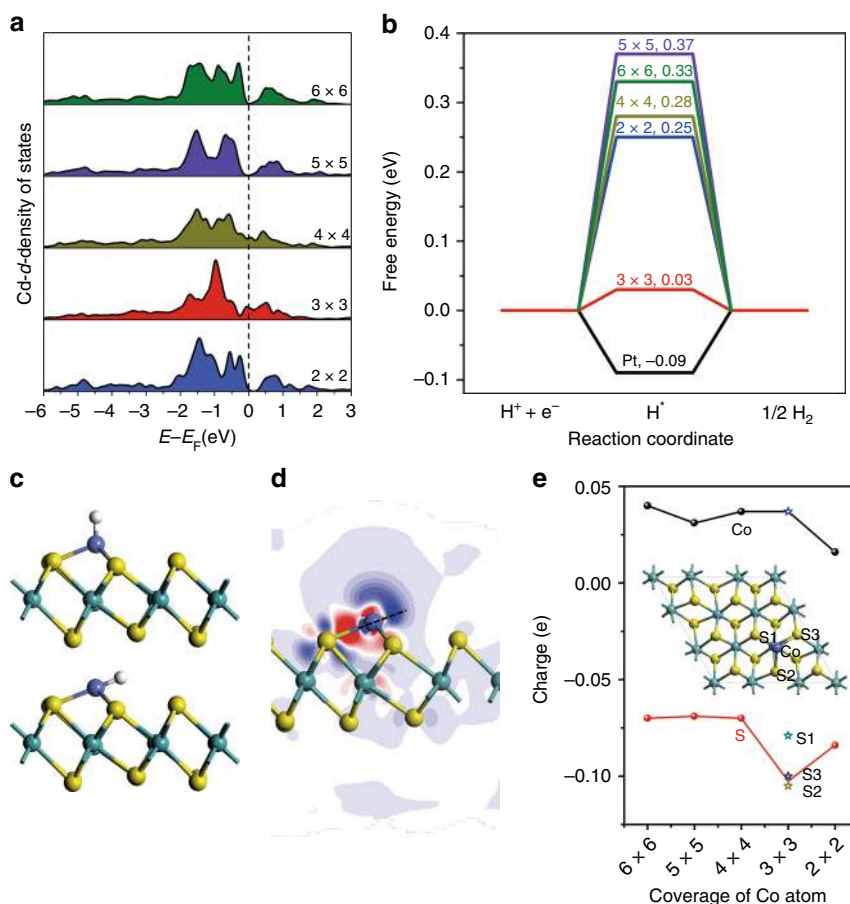 a
Cd-d-density of states
6 × 6
5 × 5
4 × 4
3 × 3
2 × 2
−6 −5 −4 −3 −2 −1 0 1 2 3
E−EF(eV)
b
Free energy (eV)
0.4
0.3
0.2
0.1
0.0
−0.1
5 × 5, 0.37
6 × 6, 0.33
4 × 4, 0.28
2 × 2, 0.25
3 × 3, 0.03
Pt, −0.09
H⁺ + e⁻ H* 1/2 H₂
Reaction coordinate
c
d
e
Charge (e)
0.05
0.00
−0.05
−0.10
Co
S1
S3
Co
S2
S
S1
S3
S2
6 × 6 5 × 5 4 × 4 3 × 3 2 × 2
Coverage of Co atom